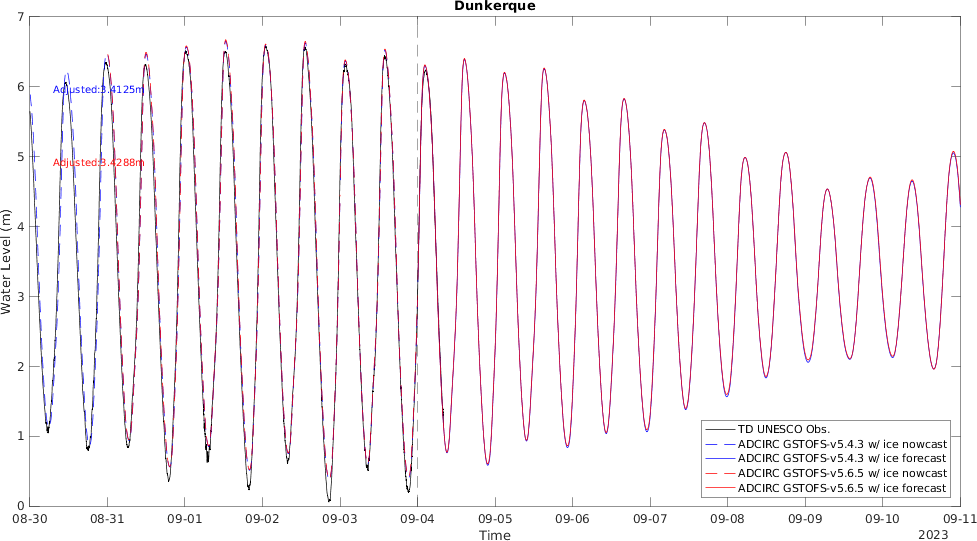 Dunkerque
7
6
5
4
3
2
1
0
Water Level (m)
Adjusted:3.4125m
Adjusted:3.4288m
TD UNESCO Obs.
ADCIRC GSTOFS-v5.4.3 w/ ice nowcast
ADCIRC GSTOFS-v5.4.3 w/ ice forecast
ADCIRC GSTOFS-v5.6.5 w/ ice nowcast
ADCIRC GSTOFS-v5.6.5 w/ ice forecast
08-30 08-31 09-01 09-02 09-03 09-04 09-05 09-06 09-07 09-08 09-09 09-10 09-11
Time
2023